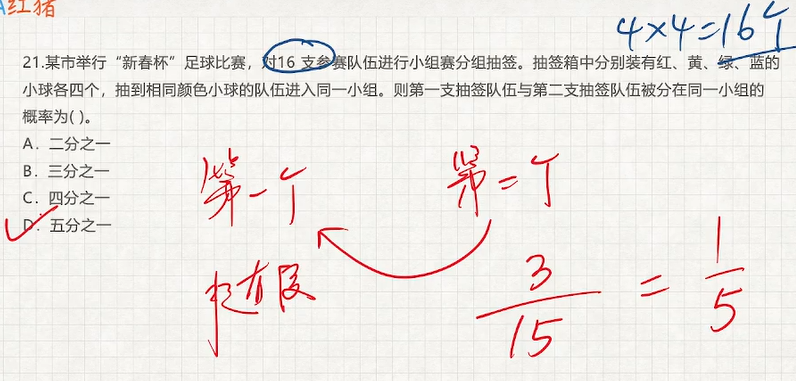 红猪
4×4=16个
21.某市举行“新春杯”足球比赛，对16 支参赛队伍进行小组赛分组抽签。抽签箱中分别装有红、黄、绿、蓝的
小球各四个，抽到相同颜色小球的队伍进入同一小组。则第一支抽签队伍与第二支抽签队伍被分在同一小组的
概率为( )。
A．二分之一
B．三分之一
C．四分之一
D．五分之一
第一个
第二个
随有没
3/15 = 1/5